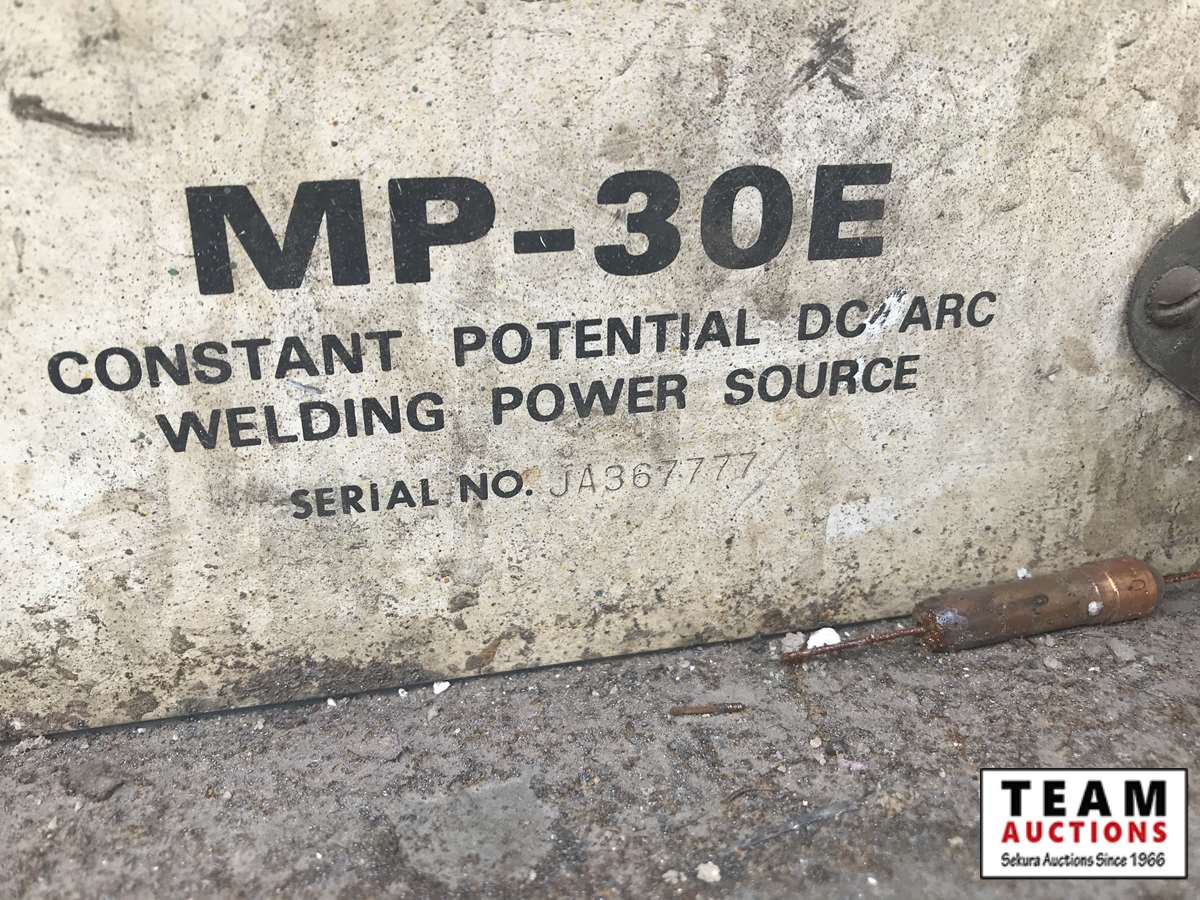 MP-30E
CONSTANT POTENTIAL DC ARC
WELDING POWER SOURCE
SERIAL NO. JA367777
TEAM
AUCTIONS
Sekura Auctions Since 1966